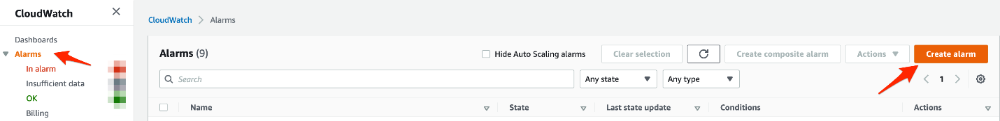 CloudWatch
Dashboards
Alarms
In alarm
Insufficient data
OK
Billing
CloudWatch Alarms
Alarms (9) Hide Auto Scaling alarms Clear selection Create composite alarm Actions Create alarm
Search Any state Any type 1
Name State Last state update Conditions Actions